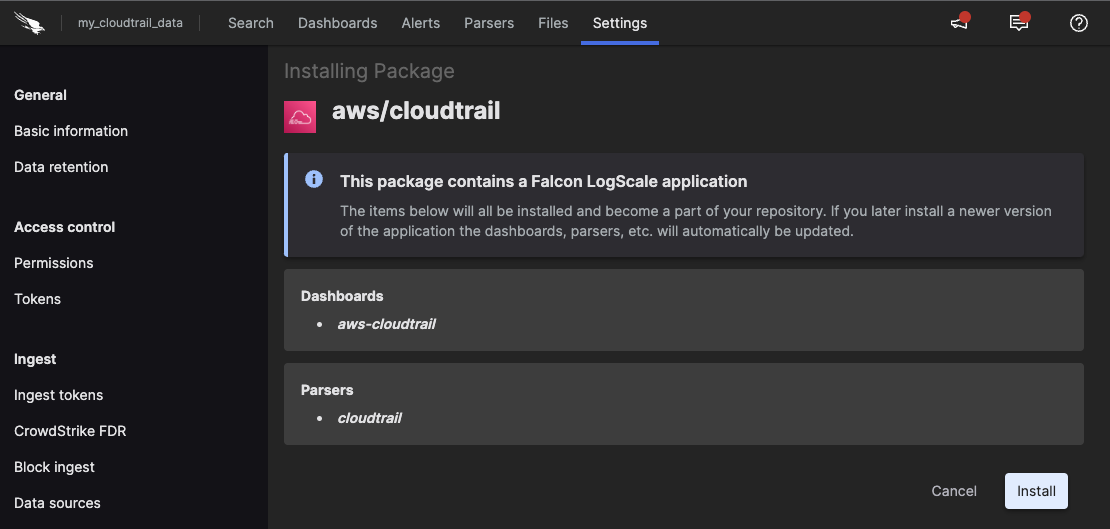 my_cloudtrail_data Search Dashboards Alerts Parsers Files Settings
General
Basic information
Data retention
Access control
Permissions
Tokens
Ingest
Ingest tokens
CrowdStrike FDR
Block ingest
Data sources
Installing Package
aws/cloudtrail
This package contains a Falcon LogScale application
The items below will all be installed and become a part of your repository. If you later install a newer version
of the application the dashboards, parsers, etc. will automatically be updated.
Dashboards
• aws-cloudtrail
Parsers
• cloudtrail
Cancel Install